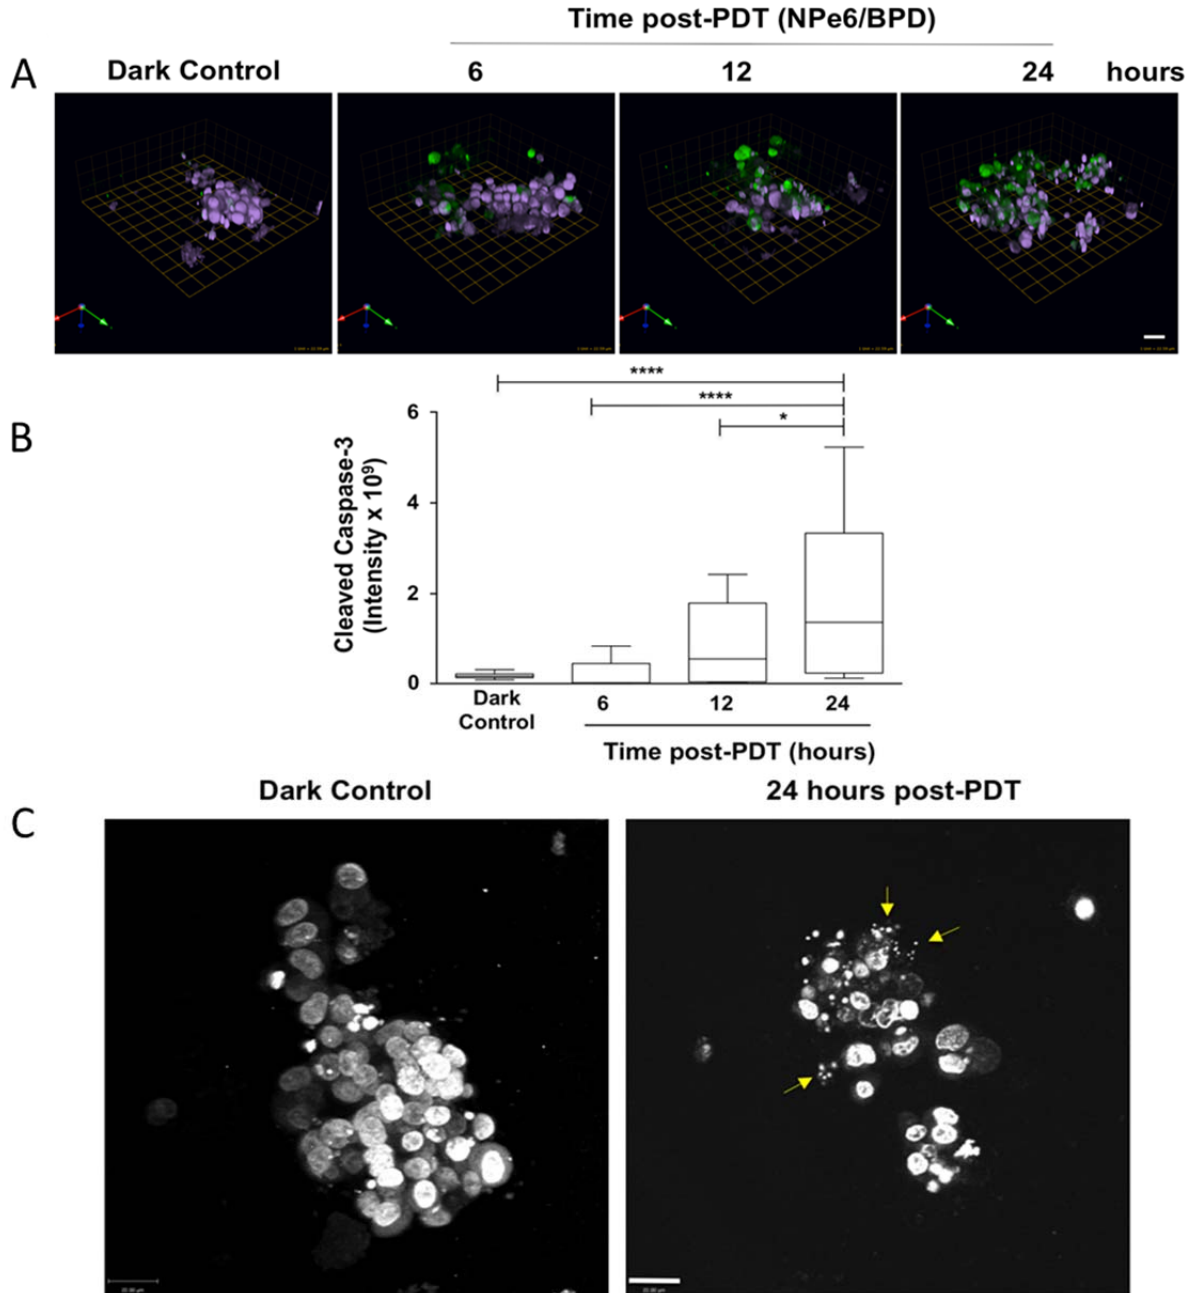 Time post-PDT (NPe6/BPD)
A
Dark Control 6 12 24 hours
B
****
****
*
6
4
2
0
Cleaved Caspase-3
(Intensity x 10⁹)
Dark
Control
6 12 24
Time post-PDT (hours)
Dark Control 24 hours post-PDT
C